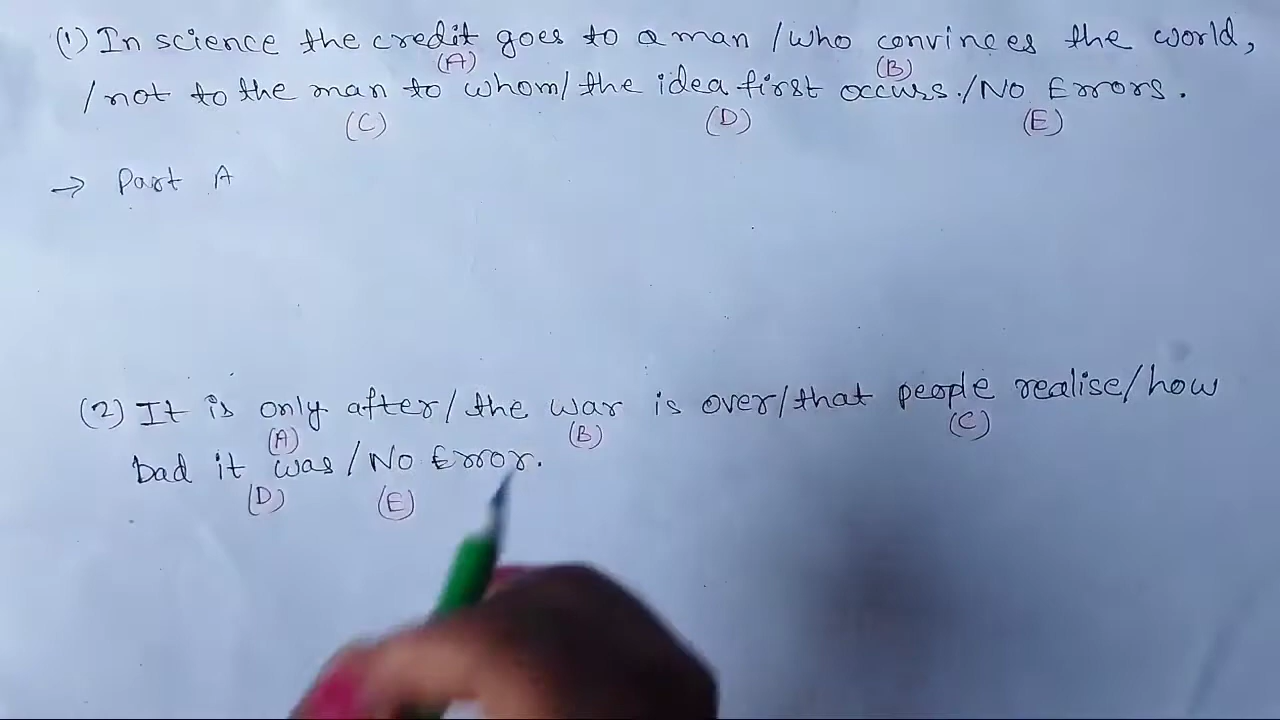 (1) In science the credit goes to a man / who convinces the world,
(A) (B)
/ not to the man to whom / the idea first occurs. / No Errors.
(C) (D) (E)
→ Part A
(2) It is only after / the war is over / that people realise / how
(A) (B) (C)
bad it was / No Error.
(D) (E)